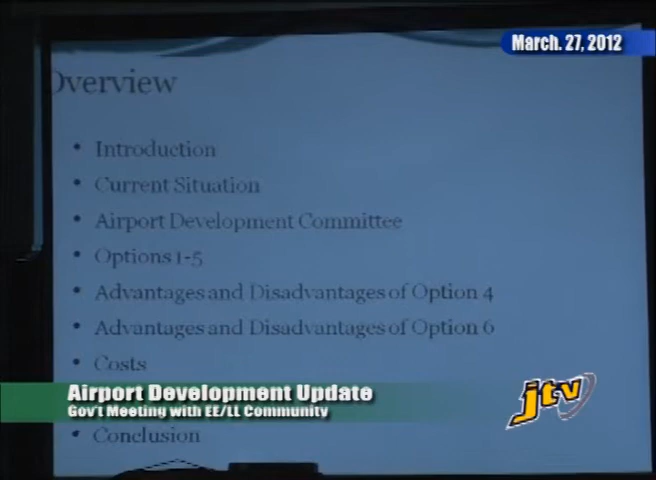 March. 27, 2012
Overview
• Introduction
• Current Situation
• Airport Development Committee
• Options 1-5
• Advantages and Disadvantages of Option 4
• Advantages and Disadvantages of Option 6
• Costs
Airport Development Update
Gov't Meeting with EE/LL Community
jtv
• Conclusion